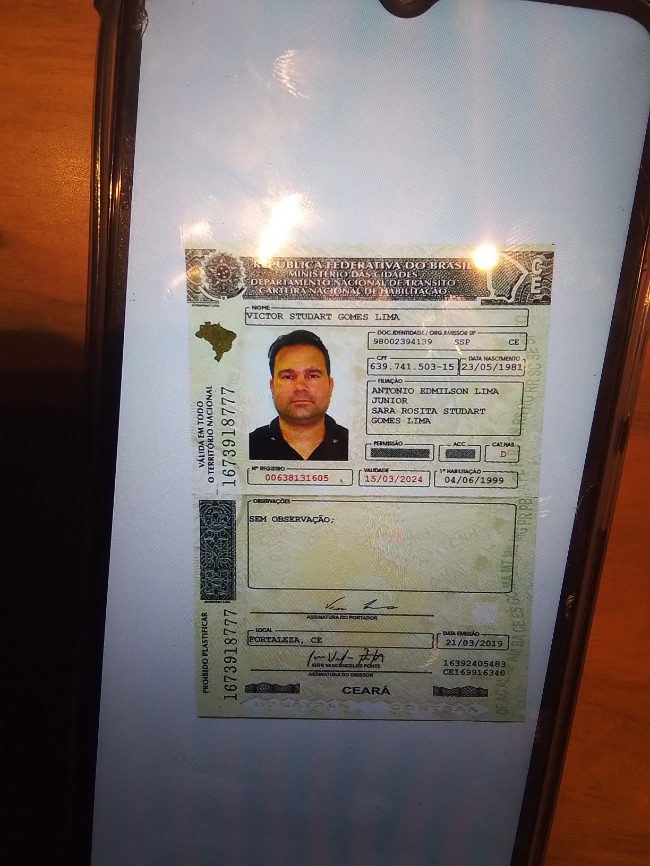 REPÚBLICA FEDERATIVA DO BRASIL
MINISTÉRIO DAS CIDADES
DEPARTAMENTO NACIONAL DE TRÂNSITO
CARTEIRA NACIONAL DE HABILITAÇÃO
CE
NOME
VICTOR STUDART GOMES LIMA
DOC.IDENTIDADE / ORG.EMISSOR UF
98002394139 SSP CE
CPF
639.741.503-15
DATA NASCIMENTO
23/05/1981
FILIAÇÃO
ANTONIO EDMILSON LIMA
JUNIOR
SARA ROSITA STUDART
GOMES LIMA
PERMISSÃO
ACC
CAT.HAB
D
Nº REGISTRO
00638131605
VALIDADE
15/03/2024
1ª HABILITAÇÃO
04/06/1999
VÁLIDA EM TODO
O TERRITÓRIO NACIONAL
1673918777
OBSERVAÇÕES
SEM OBSERVAÇÃO;
ASSINATURA DO PORTADOR
LOCAL
FORTALEZA, CE
DATA EMISSÃO
21/03/2019
IGOR VASCONCELOS PONTE
ASSINATURA DO EMISSOR
16392405483
CE169916340
CEARÁ
PROIBIDO PLASTIFICAR
1673918777
DENATRAN CONTRAN